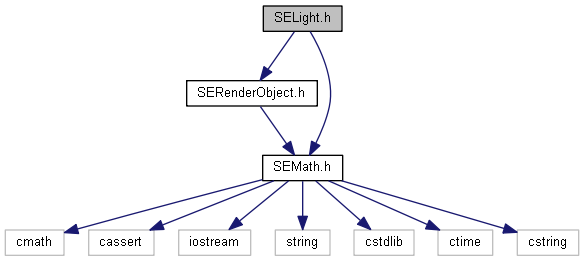 SELight.h
SERenderObject.h
SEMath.h
cmath
cassert
iostream
string
cstdlib
ctime
cstring